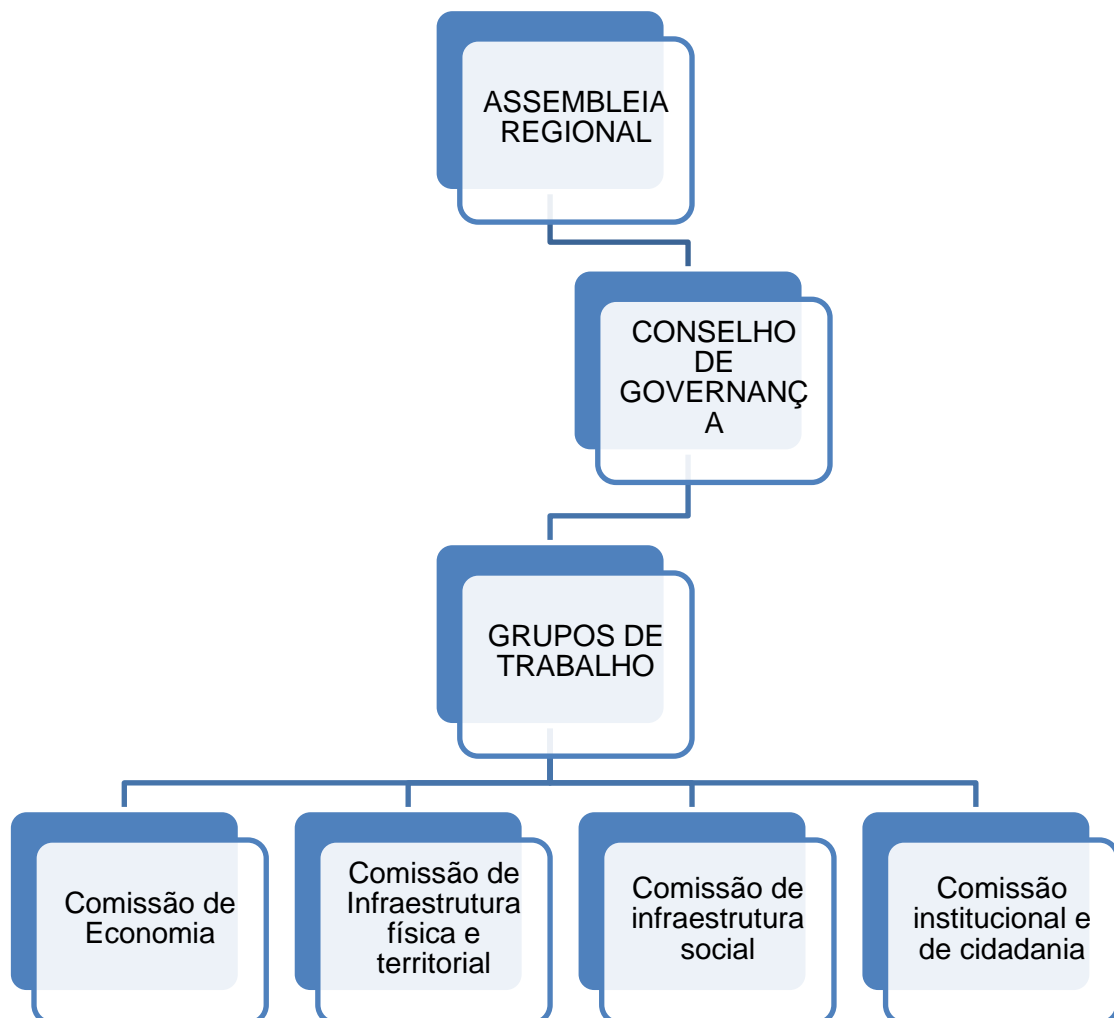 ASSEMBLEIA
REGIONAL
CONSELHO
DE
GOVERNANÇ
A
GRUPOS DE
TRABALHO
Comissão de
Economia
Comissão de
Infraestrutura
física e
territorial
Comissão de
infraestrutura
social
Comissão
institucional e
de cidadania